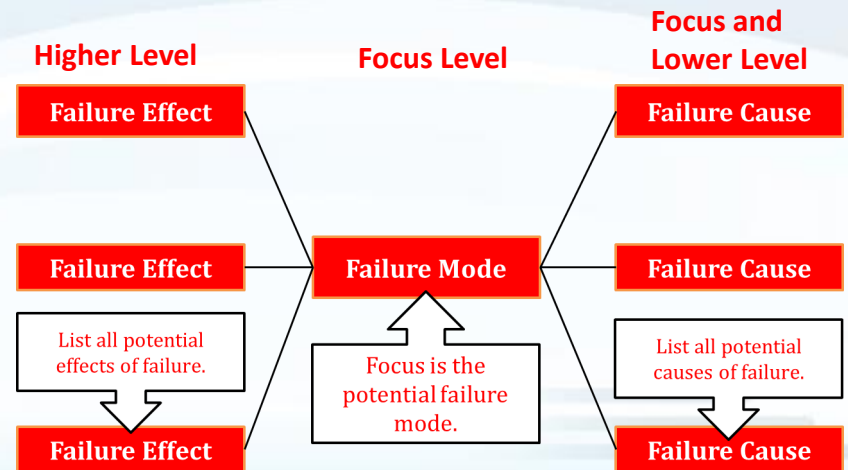 Higher Level
Focus Level
Focus and
Lower Level
Failure Effect
Failure Cause
Failure Effect
Failure Mode
Failure Cause
List all potential
effects of failure.
Focus is the
potential failure
mode.
List all potential
causes of failure.
Failure Effect
Failure Cause